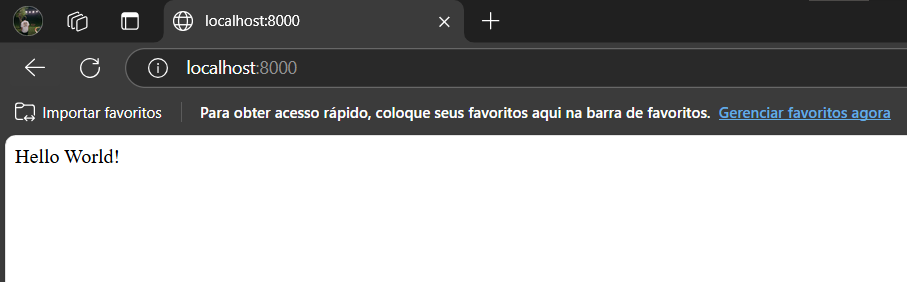 localhost:8000
localhost:8000
Importar favoritos Para obter acesso rápido, coloque seus favoritos aqui na barra de favoritos. Gerenciar favoritos agora
Hello World!